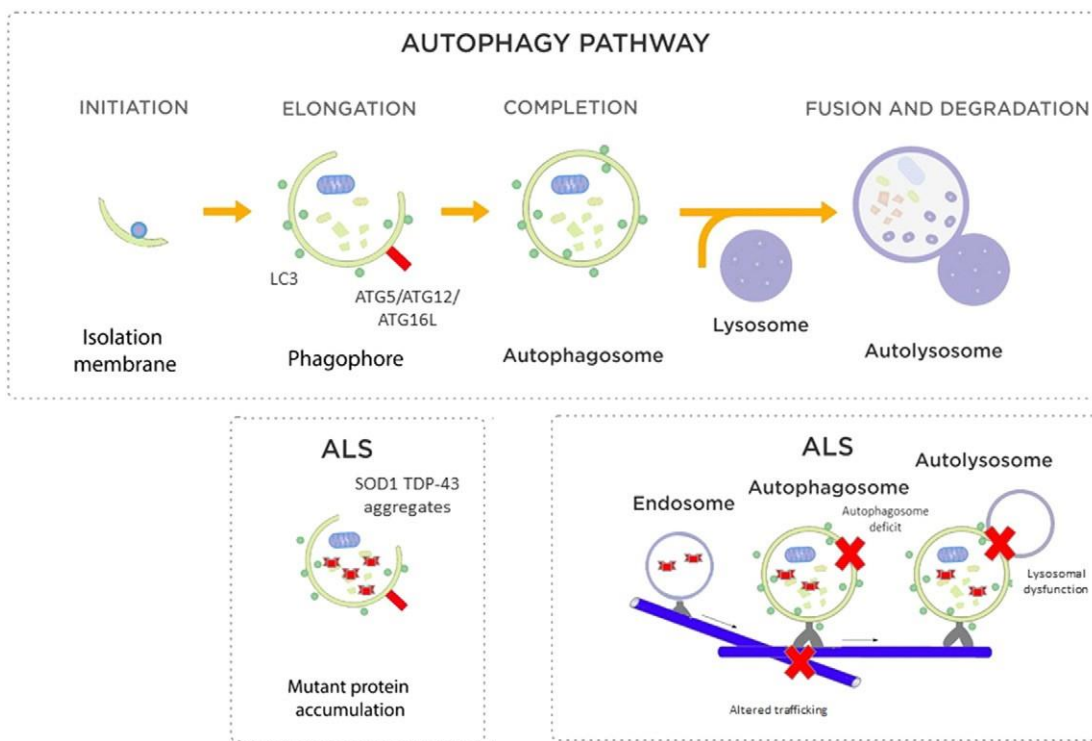 AUTOPHAGY PATHWAY
INITIATION
ELONGATION
COMPLETION
FUSION AND DEGRADATION
LC3
ATG5/ATG12/
ATG16L
Isolation
membrane
Phagophore
Autophagosome
Lysosome
Autolysosome
ALS
SOD1 TDP-43
aggregates
Mutant protein
accumulation
ALS
Endosome
Autophagosome
Autolysosome
Autophagosome
deficit
Lysosomal
dysfunction
Altered trafficking